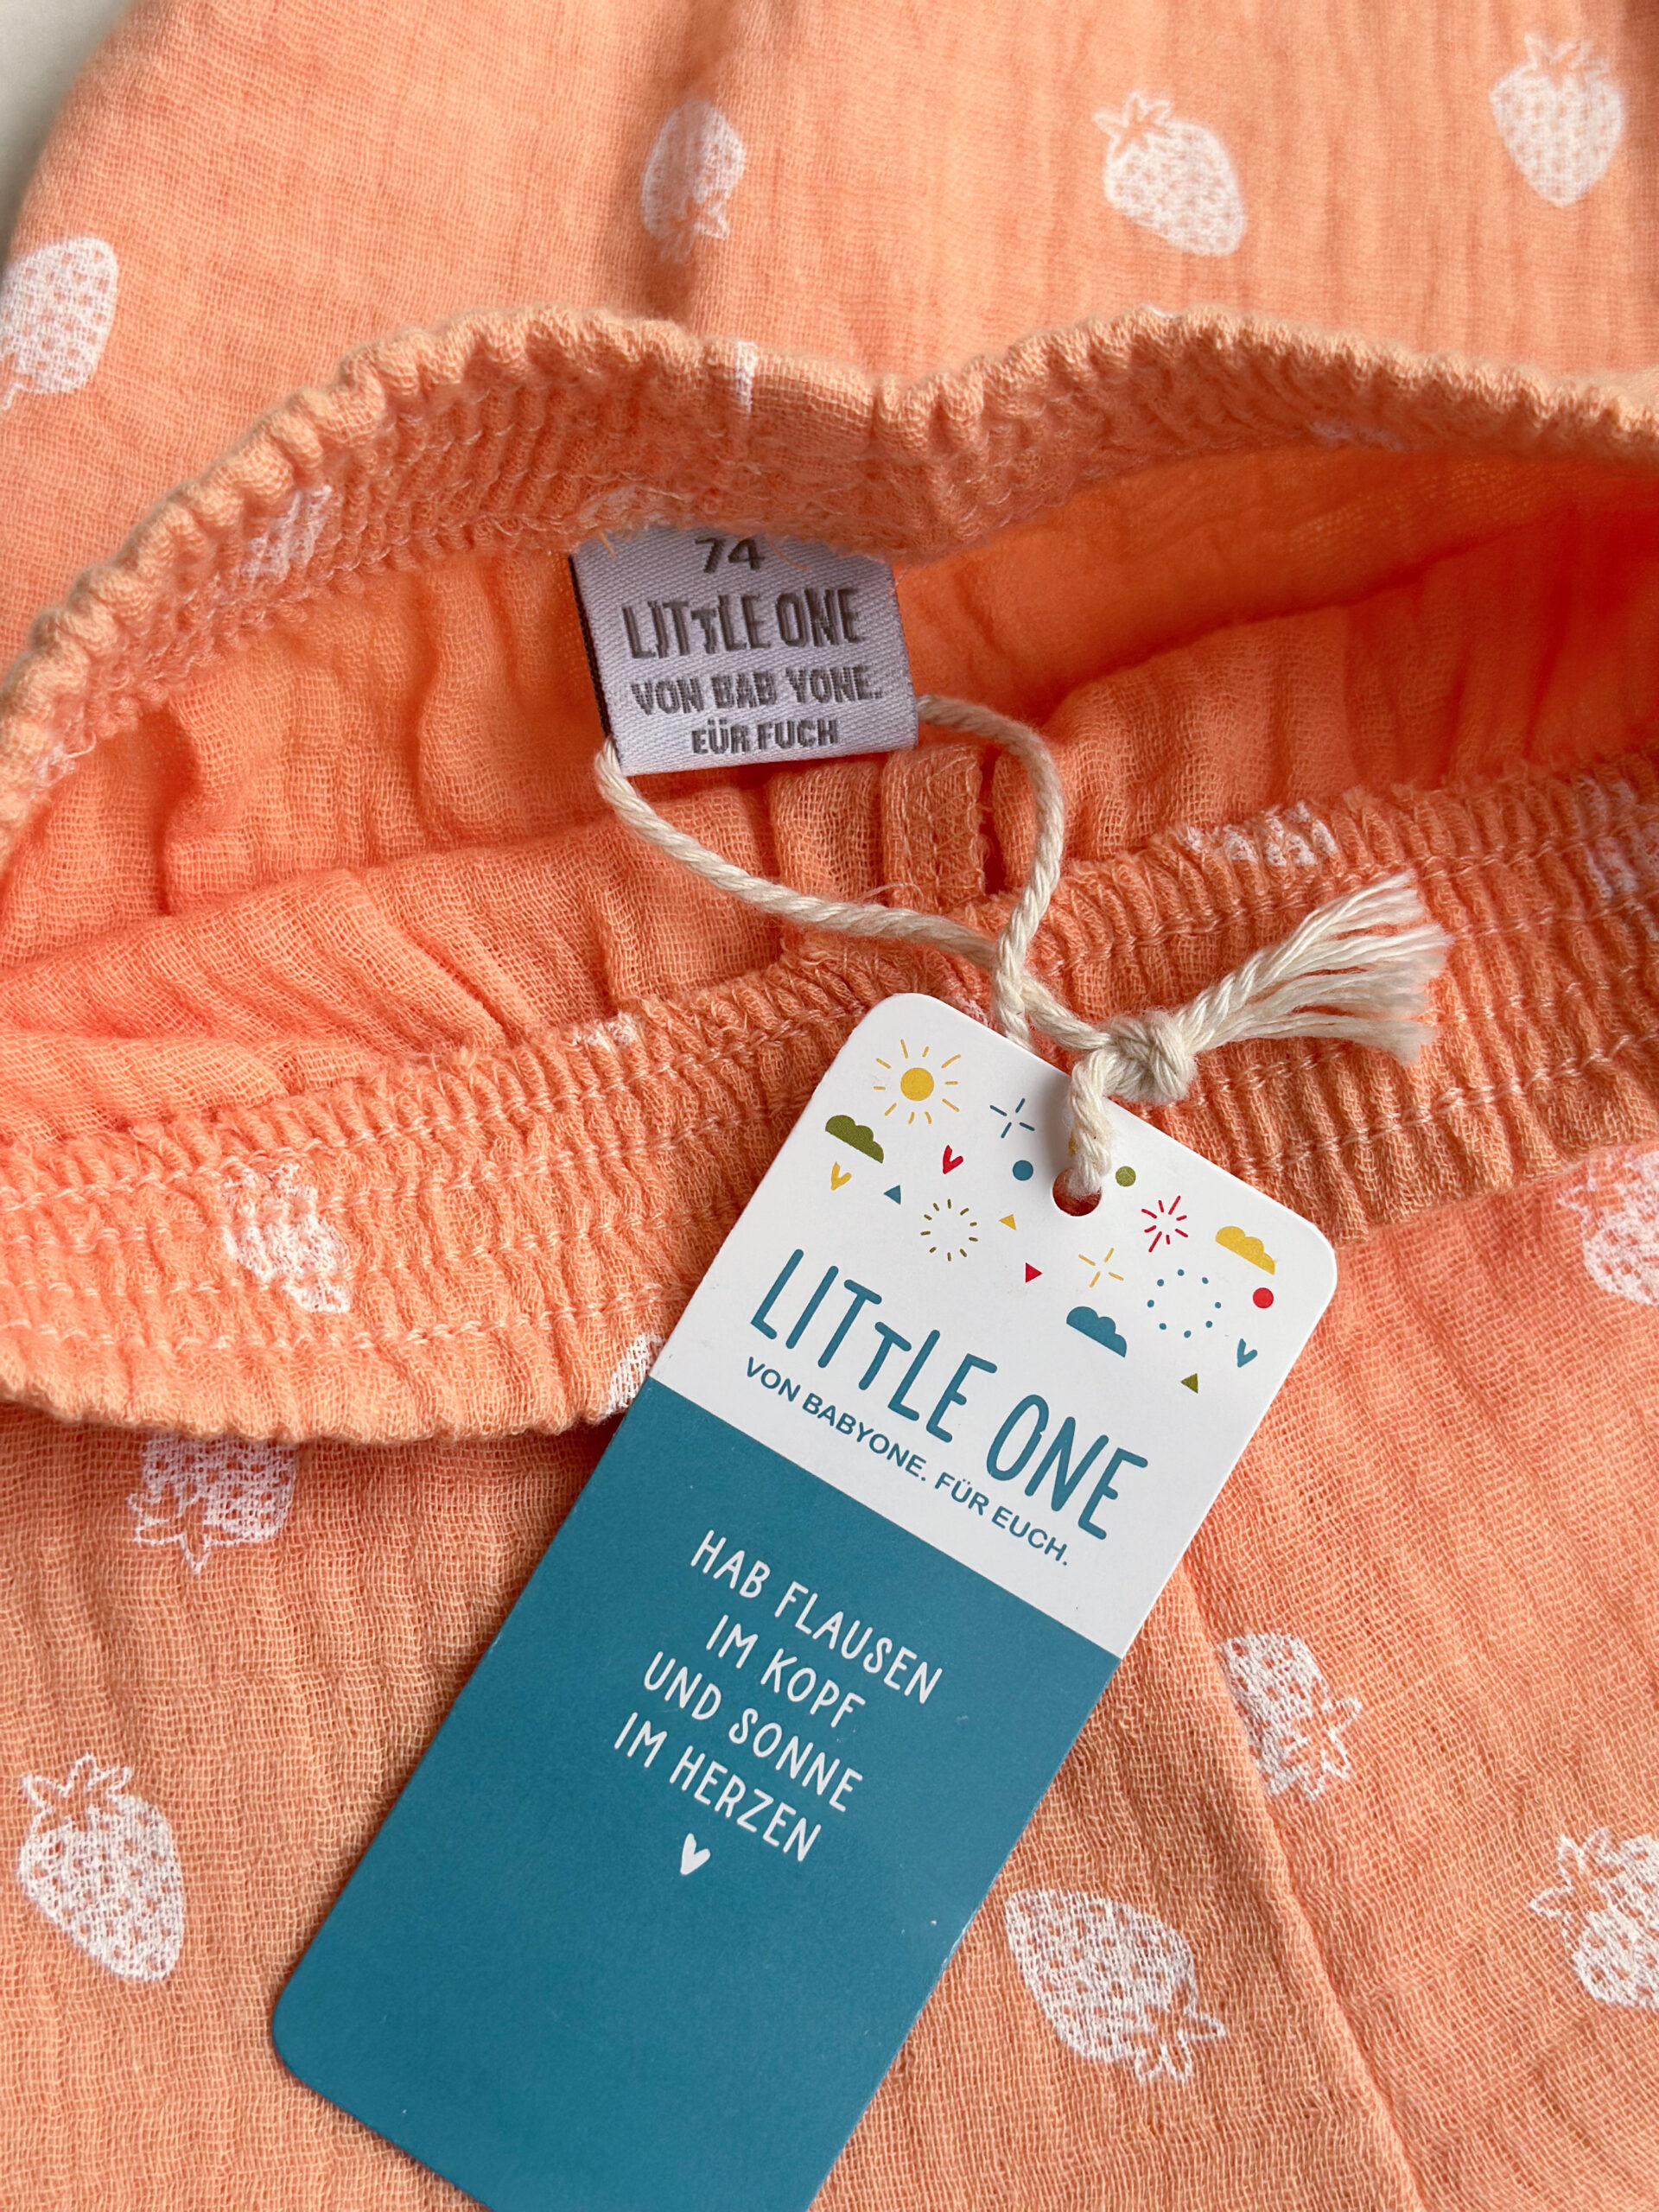 74
LITTLE ONE
VON BAB YONE.
EÜR FUCH
LITTLE ONE
VON BABYONE. FÜR EUCH.
HAB FLAUSEN
IM KOPF
UND SONNE
IM HERZEN